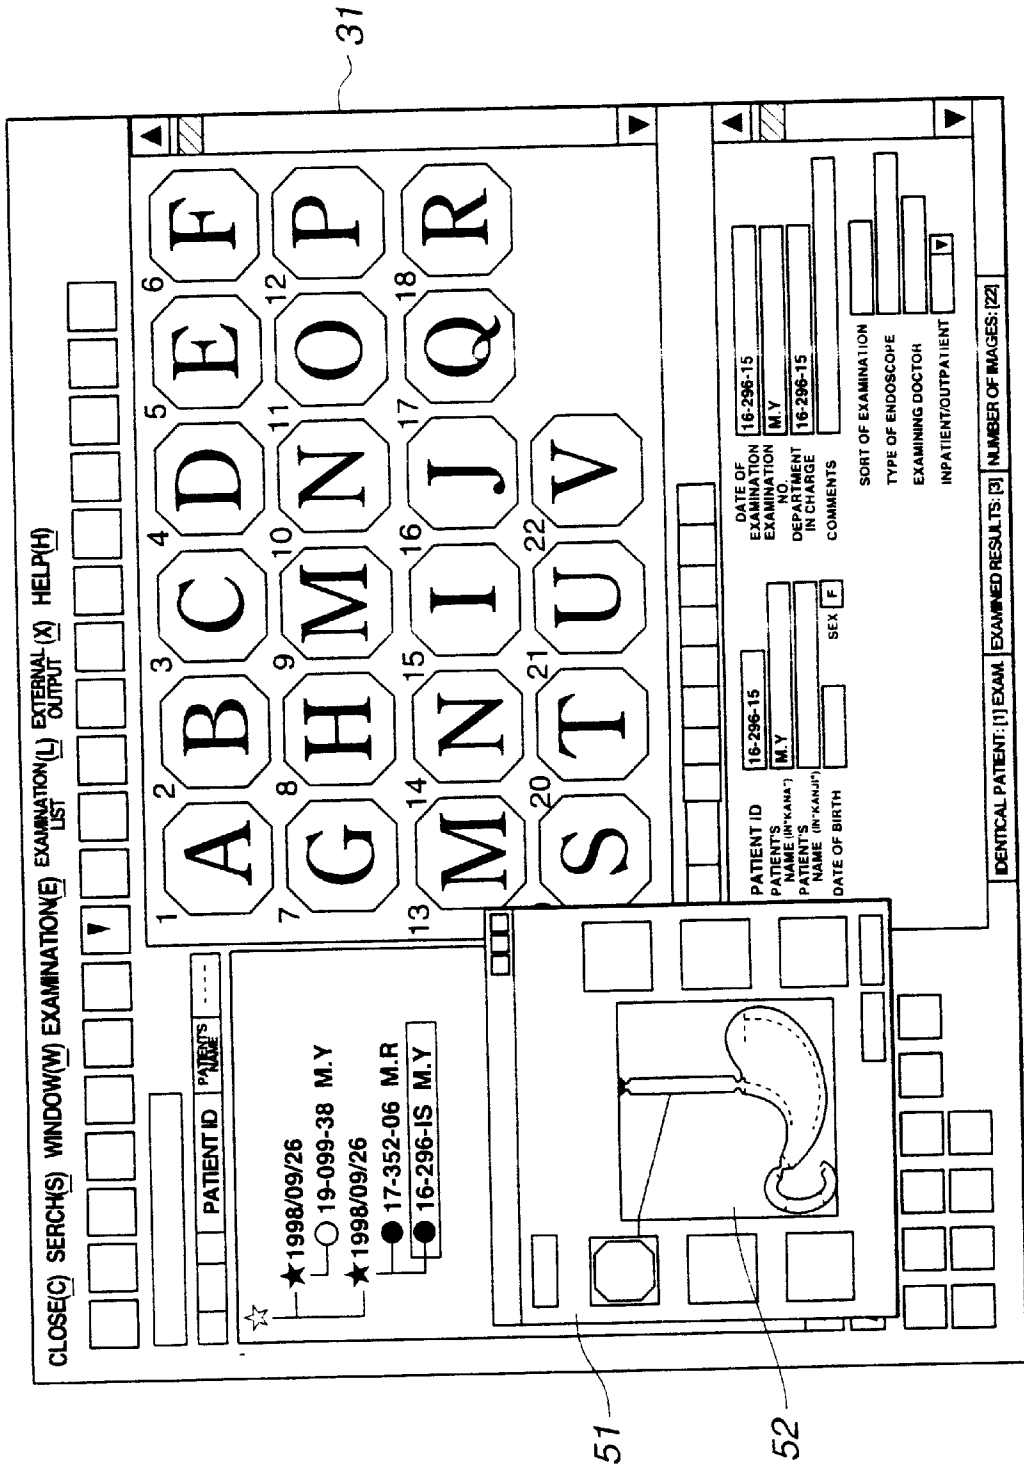 CLOSE(C) SERCH(S) WINDOW(W) EXAMINATION(E) EXAMINATION LIST (L) EXTERNAL OUTPUT (X) HELP(H)
PATIENT ID PATIENT'S NAME ----
★1998/09/26
19-099-38 M.Y
★1998/09/26
17-352-06 M.R
16-296-IS M.Y
31
1 A 2 B 3 C 4 D 5 E 6 F
7 G 8 H 9 M 10 N 11 O 12 P
13 M 14 N 15 I 16 J 17 Q 18 R
S 20 T 21 U 22 V
51
52
PATIENT ID 16-296-15
PATIENT'S NAME (IN"KANA") M.Y
PATIENT'S NAME (IN"KANJI")
DATE OF BIRTH SEX F
DATE OF EXAMINATION 16-296-15
EXAMINATION NO. M.Y
DEPARTMENT IN CHARGE 16-296-15
COMMENTS
SORT OF EXAMINATION
TYPE OF ENDOSCOPE
EXAMINING DOCTOR
INPATIENT/OUTPATIENT
IDENTICAL PATIENT: [1] EXAM. EXAMINED RESULTS: [3] NUMBER OF IMAGES: [22]